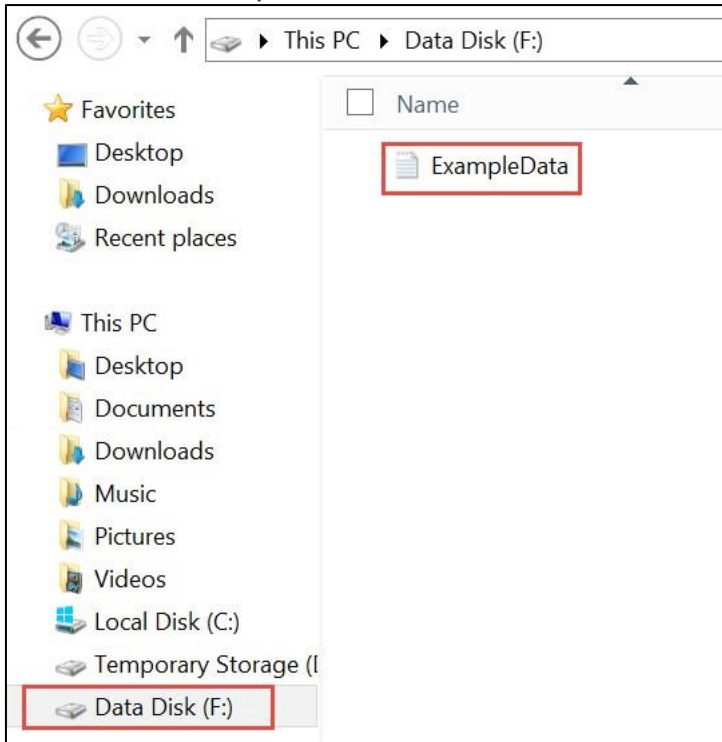 This PC Data Disk (F:)
Favorites
Desktop
Downloads
Recent places
This PC
Desktop
Documents
Downloads
Music
Pictures
Videos
Local Disk (C:)
Temporary Storage (
Data Disk (F:)
Name
ExampleData